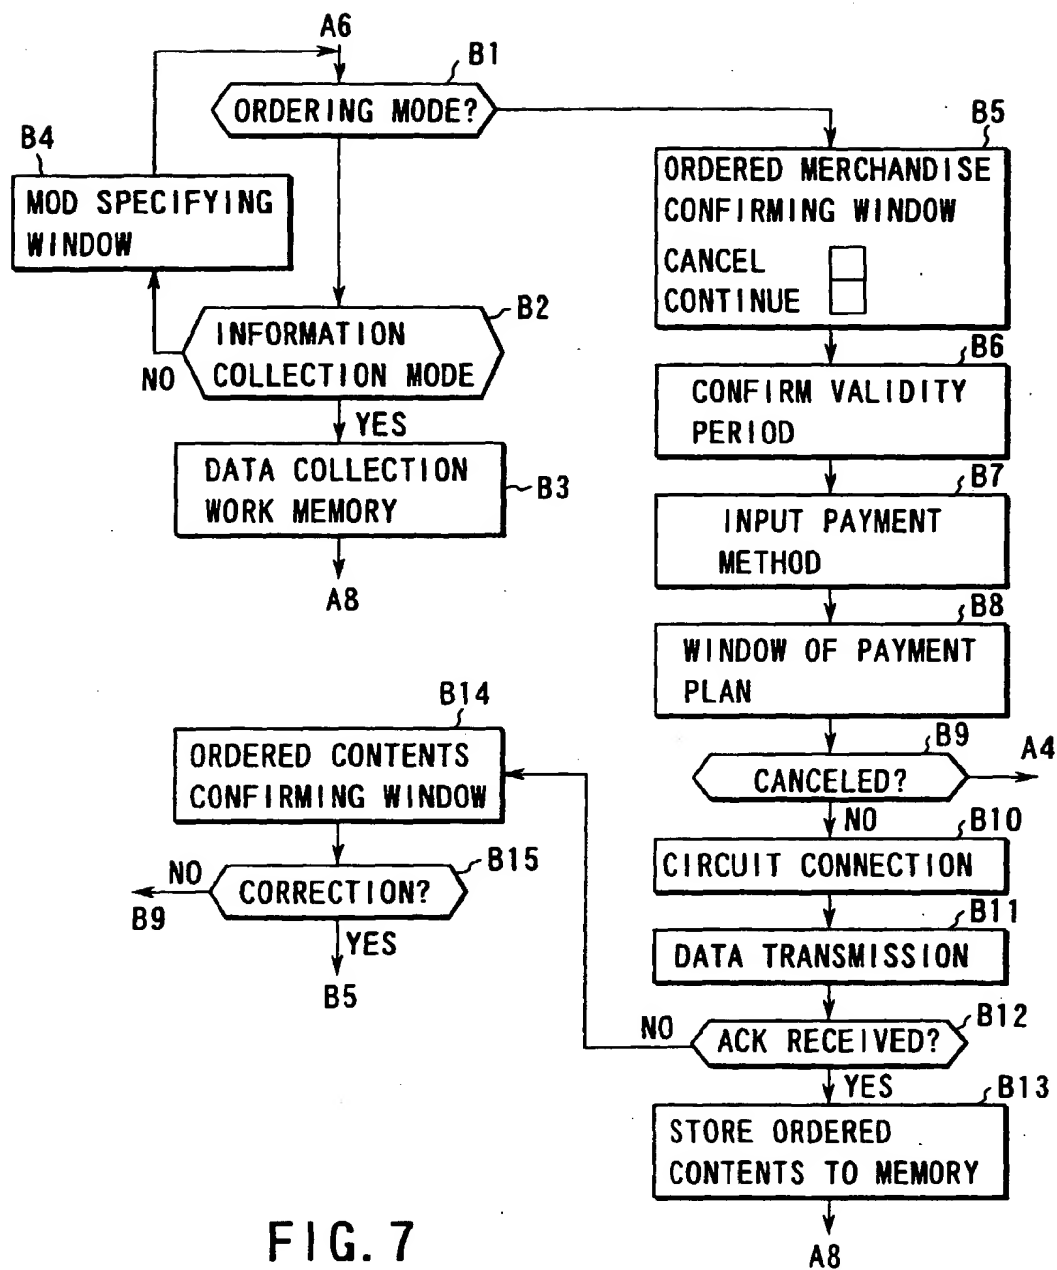 A6
B1
ORDERING MODE?
B4
MOD SPECIFYING
WINDOW
B2
INFORMATION
COLLECTION MODE
NO
YES
DATA COLLECTION
WORK MEMORY
B3
A8
B5
ORDERED MERCHANDISE
CONFIRMING WINDOW
CANCEL
CONTINUE
B6
CONFIRM VALIDITY
PERIOD
B7
INPUT PAYMENT
METHOD
B8
WINDOW OF PAYMENT
PLAN
B9
CANCELED?
A4
NO
B10
CIRCUIT CONNECTION
B11
DATA TRANSMISSION
B12
ACK RECEIVED?
NO
YES
B13
STORE ORDERED
CONTENTS TO MEMORY
A8
B14
ORDERED CONTENTS
CONFIRMING WINDOW
B15
CORRECTION?
NO
B9
YES
B5
FIG. 7